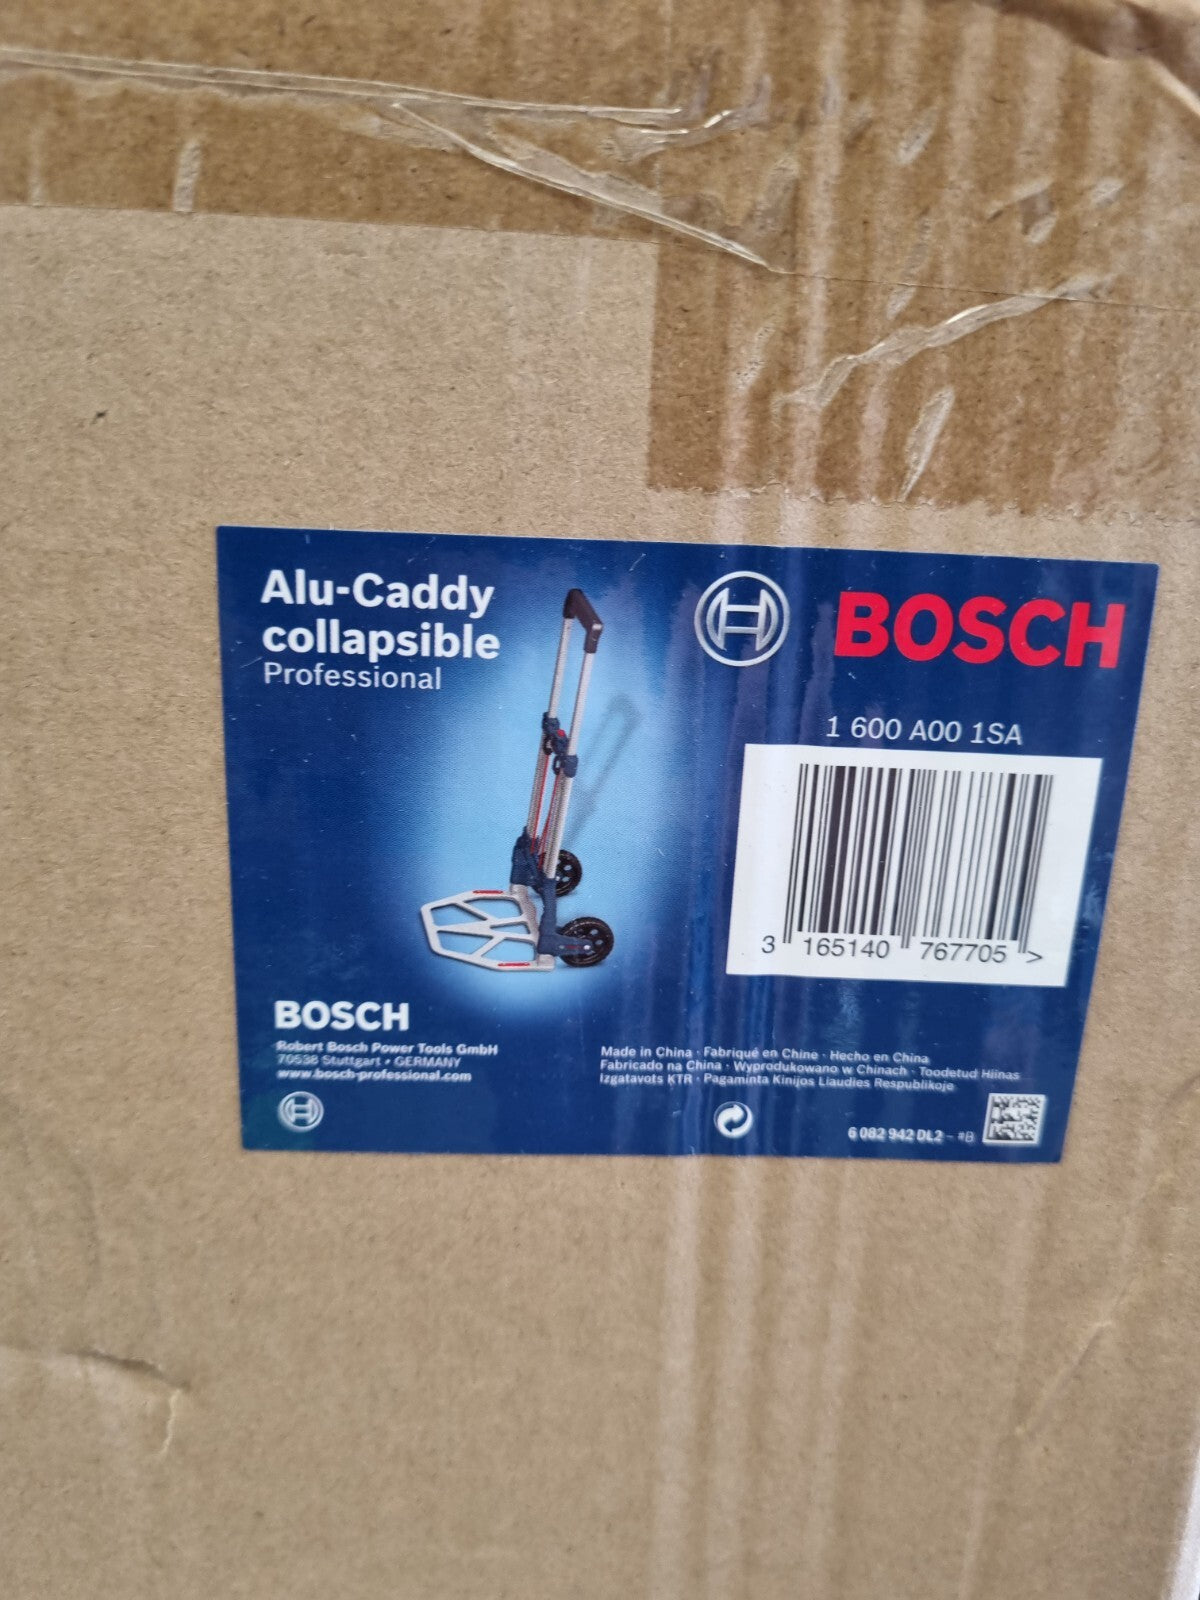 Alu-Caddy
collapsible
Professional
BOSCH
1 600 A00 1SA
3 165140 767705 >
BOSCH
Robert Bosch Power Tools GmbH
70538 Stuttgart • GERMANY
www.bosch-professional.com
Made in China · Fabriqué en Chine · Hecho en China
Fabricado na China · Wyprodukowano w Chinach · Toodetud Hiinas
Izgatavots ĶTR · Pagaminta Kinijos Liaudies Respublikoje
6 082 942 DL2 – #B